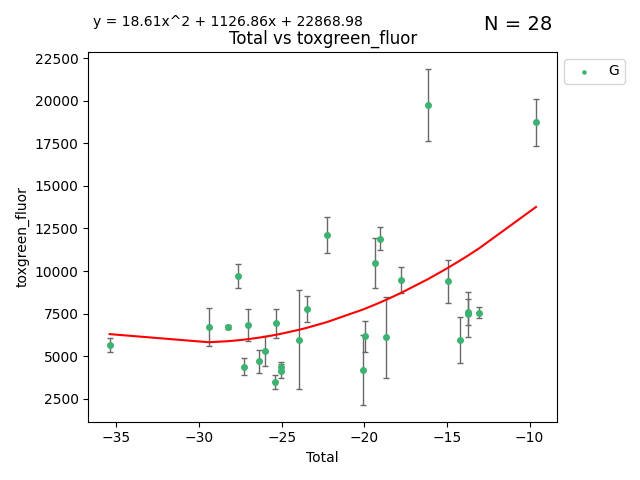 y = 18.61x^2 + 1126.86x + 22868.98
N = 28
Total vs toxgreen_fluor
G
toxgreen_fluor
22500
20000
17500
15000
12500
10000
7500
5000
2500
−35
−30
−25
−20
−15
−10
Total